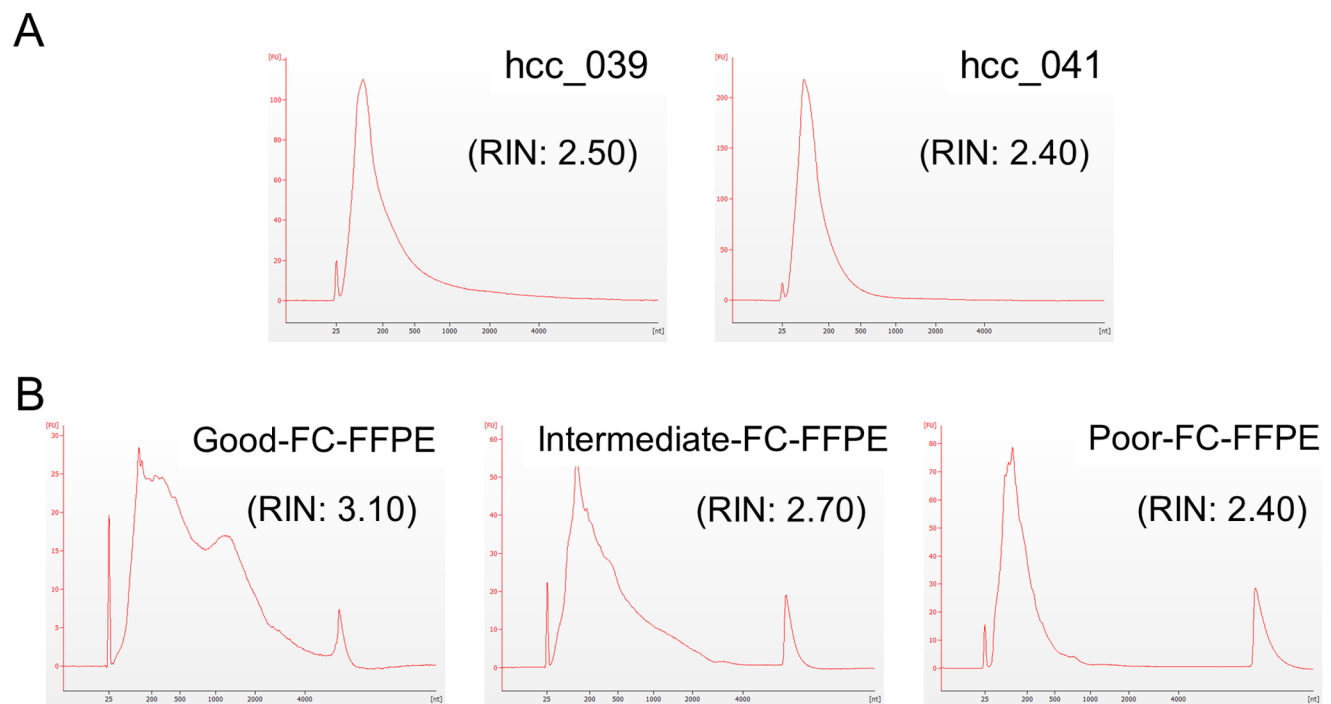 A
hcc_039
(RIN: 2.50)
[FU]
100
80
60
40
20
0
25 200 500 1000 2000 4000 [nt]
hcc_041
(RIN: 2.40)
[FU]
200
150
100
50
0
25 200 500 1000 2000 4000 [nt]
B
Good-FC-FFPE
(RIN: 3.10)
[FU]
30
25
20
15
10
5
0
25 200 500 1000 2000 4000 [nt]
Intermediate-FC-FFPE
(RIN: 2.70)
[FU]
60
50
40
30
20
10
0
25 200 500 1000 2000 4000 [nt]
Poor-FC-FFPE
(RIN: 2.40)
[FU]
80
70
60
50
40
30
20
10
0
25 200 500 1000 2000 4000 [nt]